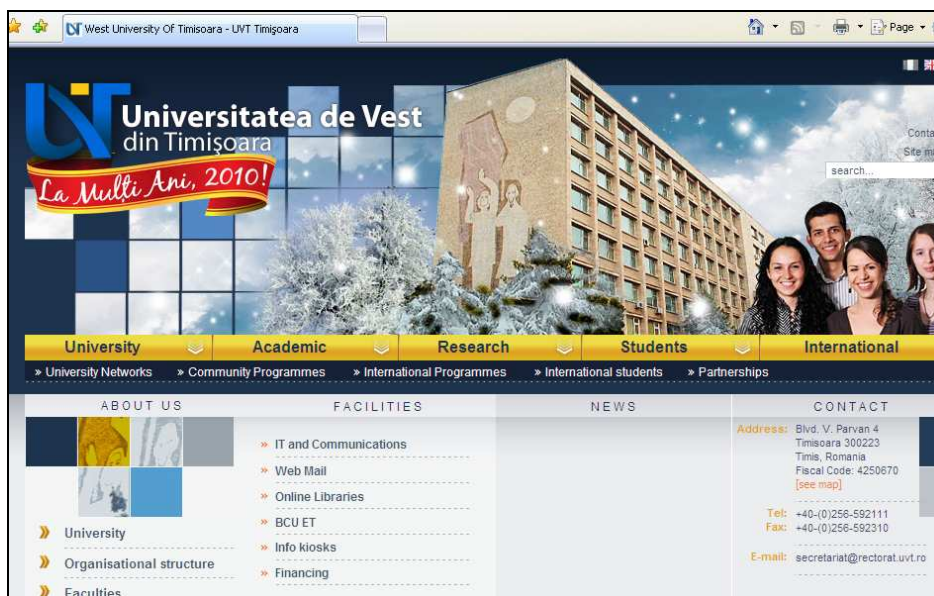 West University Of Timisoara - UVT Timişoara
Page
UVT
Universitatea de Vest
din Timişoara
La Mulţi Ani, 2010!
Site
search...
University Academic Research Students International
» University Networks » Community Programmes » International Programmes » International students » Partnerships
ABOUT US
FACILITIES
NEWS
CONTACT
» University
» Organisational structure
» Faculties
» IT and Communications
» Web Mail
» Online Libraries
» BCU ET
» Info kiosks
» Financing
Address: Blvd. V. Parvan 4
Timisoara 300223
Timis, Romania
Fiscal Code: 4250670
[see map]
Tel: +40-(0)256-592111
Fax: +40-(0)256-592310
E-mail: secretariat@rectorat.uvt.ro